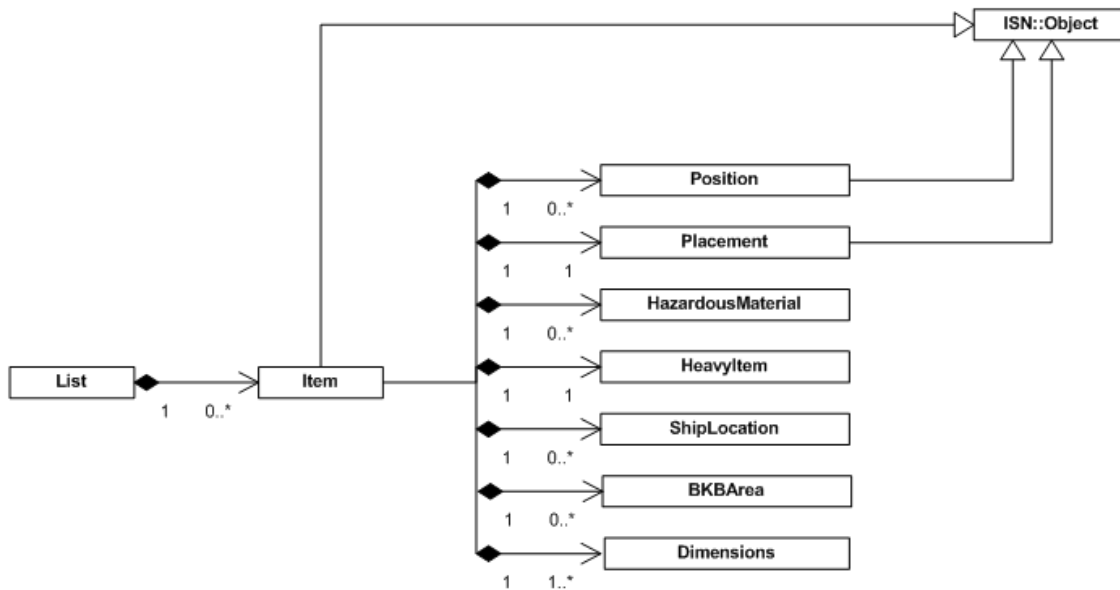 ISN::Object
Position
1 0..*
Placement
1 1
HazardousMaterial
1 0..*
HeavyItem
List
Item
1 1
1 0..*
ShipLocation
1 0..*
BKBArea
1 0..*
Dimensions
1 1..*